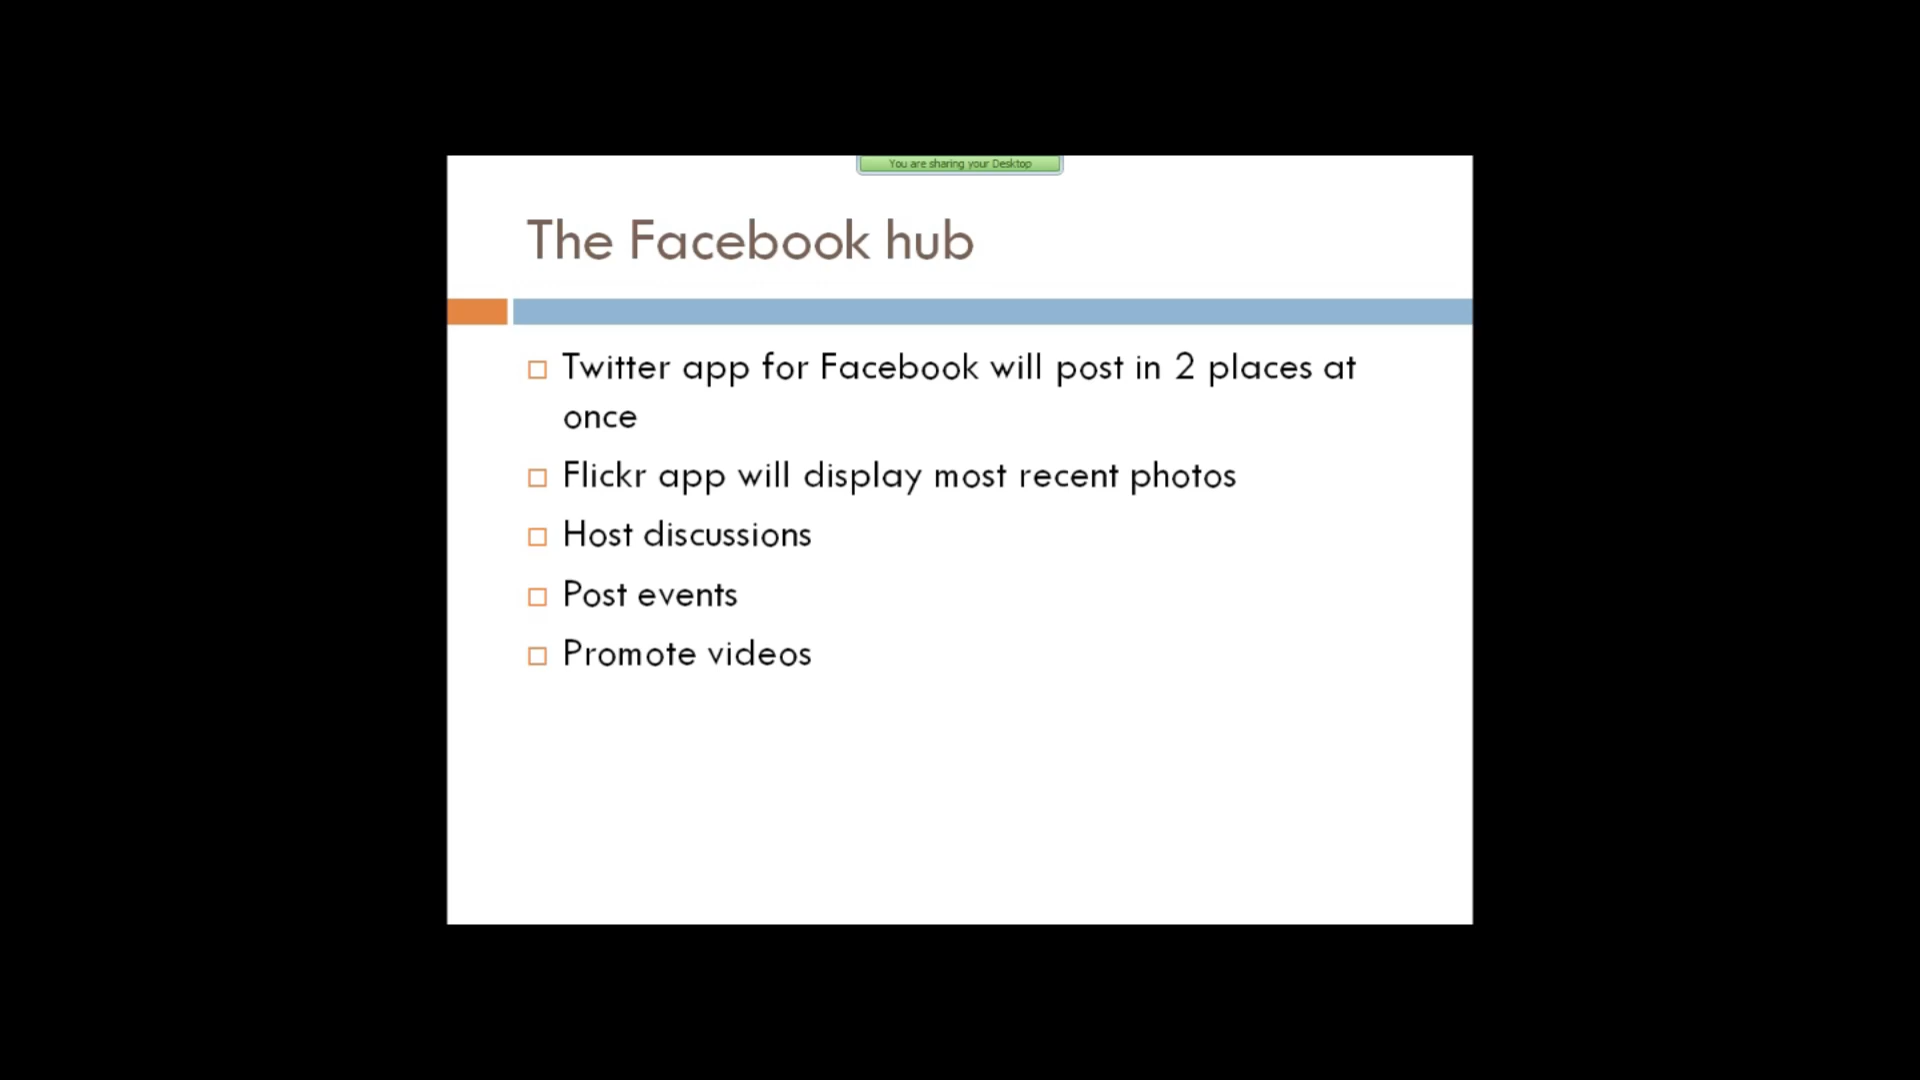 You are sharing your Desktop
The Facebook hub
Twitter app for Facebook will post in 2 places at
once
Flickr app will display most recent photos
Host discussions
Post events
Promote videos